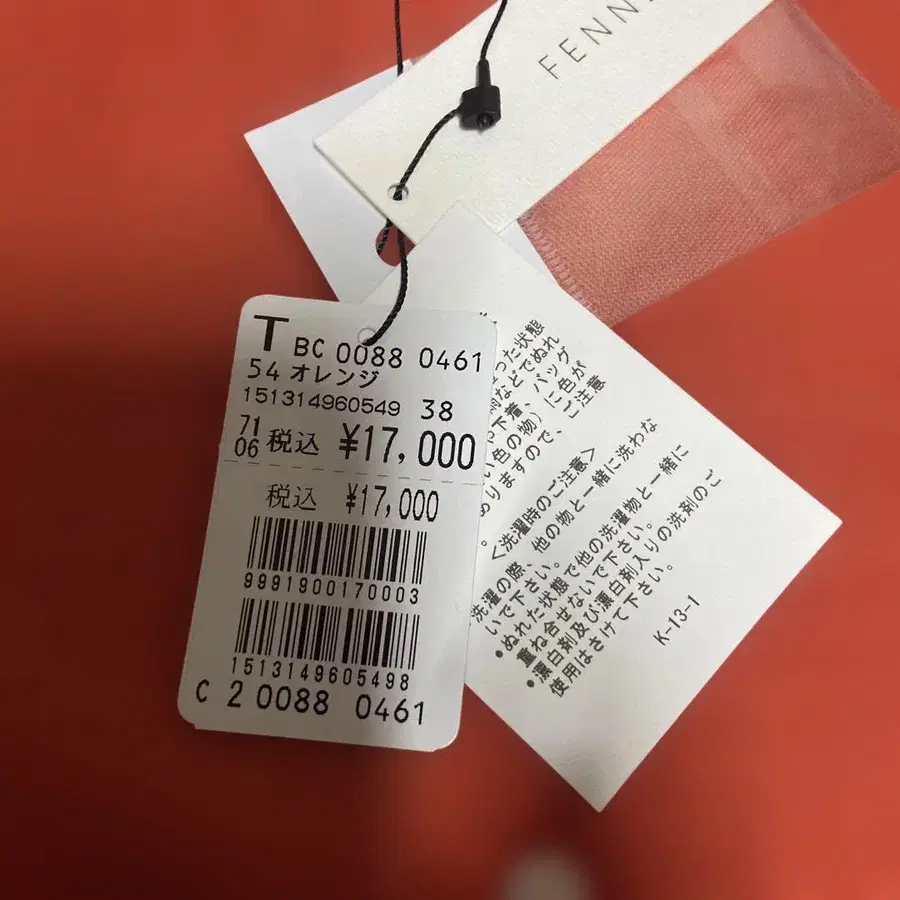 FENN
T BC 0088 0461
54 オレンジ
151314960549 38
71
06 税込 ¥17,000
税込 ¥17,000
9991900170003
1513149605498
C 2 0088 0461
った状態
などでぬれ
や下着、バッグ
い色の物)に色が
ありますので、ご注意
。
<洗濯時のご注意>
洗濯の際、他の物と一緒に洗わな
いで下さい。
•ぬれた状態で他の洗濯物と一緒に
重ね合せないで下さい。
•漂白剤及び漂白剤入りの洗剤のご
使用はさけて下さい。
K-13-1